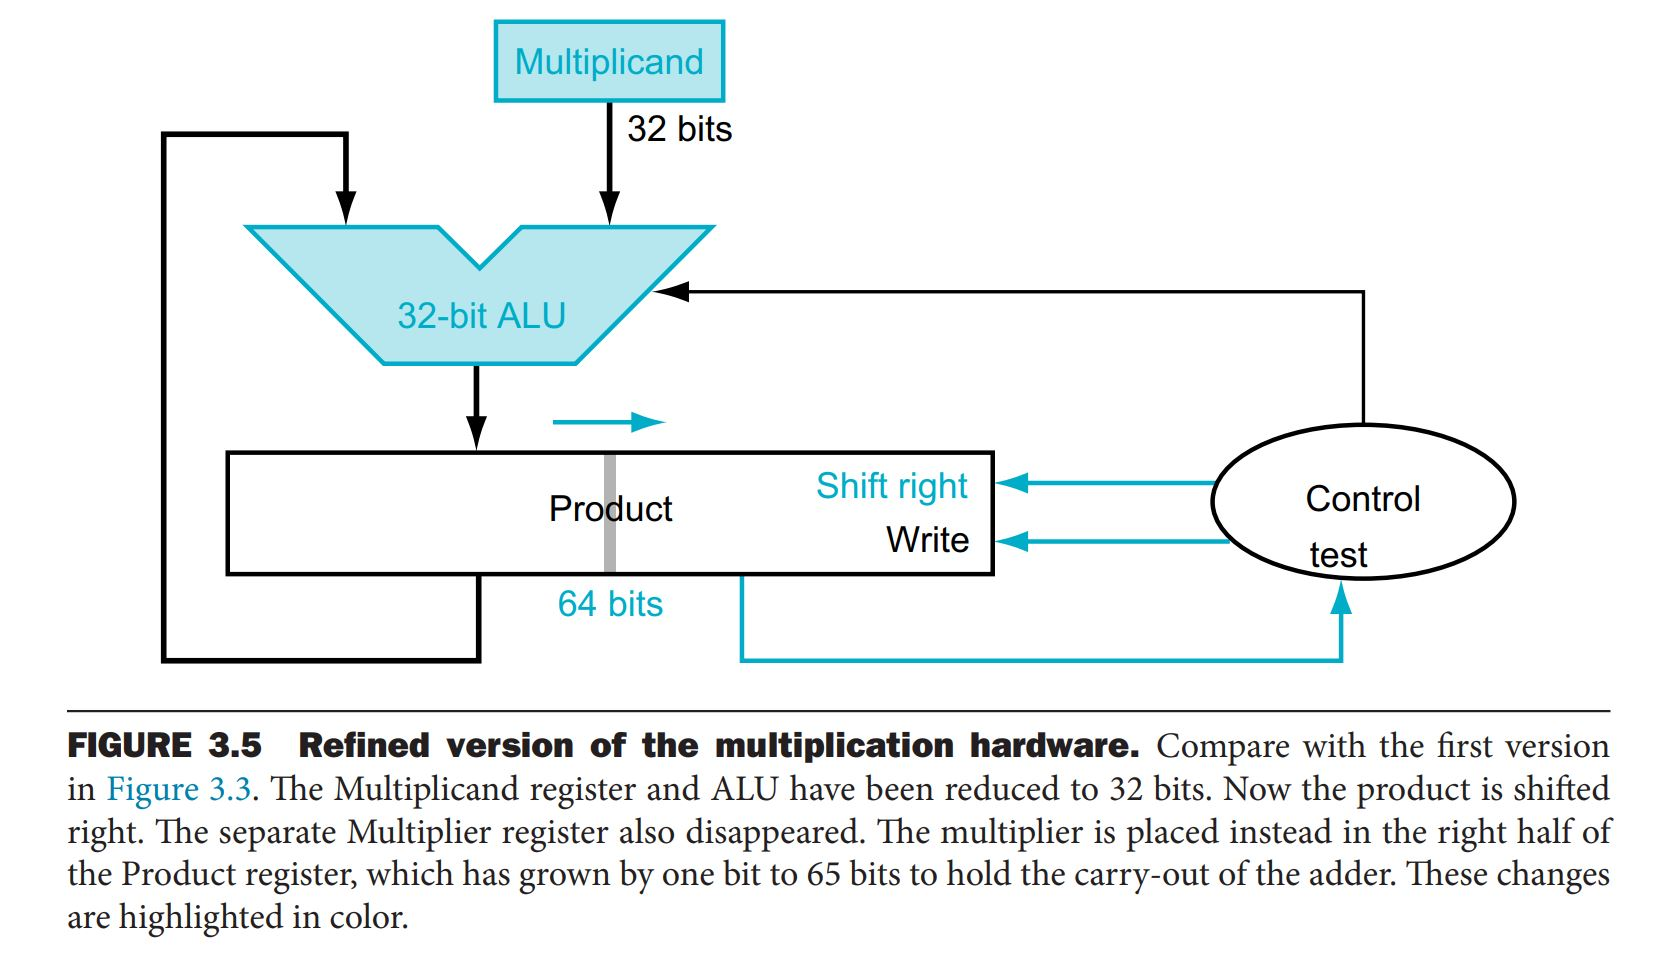 Multiplicand
32 bits
32-bit ALU
Shift right
Product
Write
Control
test
64 bits
FIGURE 3.5 Refined version of the multiplication hardware. Compare with the first version
in Figure 3.3. The Multiplicand register and ALU have been reduced to 32 bits. Now the product is shifted
right. The separate Multiplier register also disappeared. The multiplier is placed instead in the right half of
the Product register, which has grown by one bit to 65 bits to hold the carry-out of the adder. These changes
are highlighted in color.